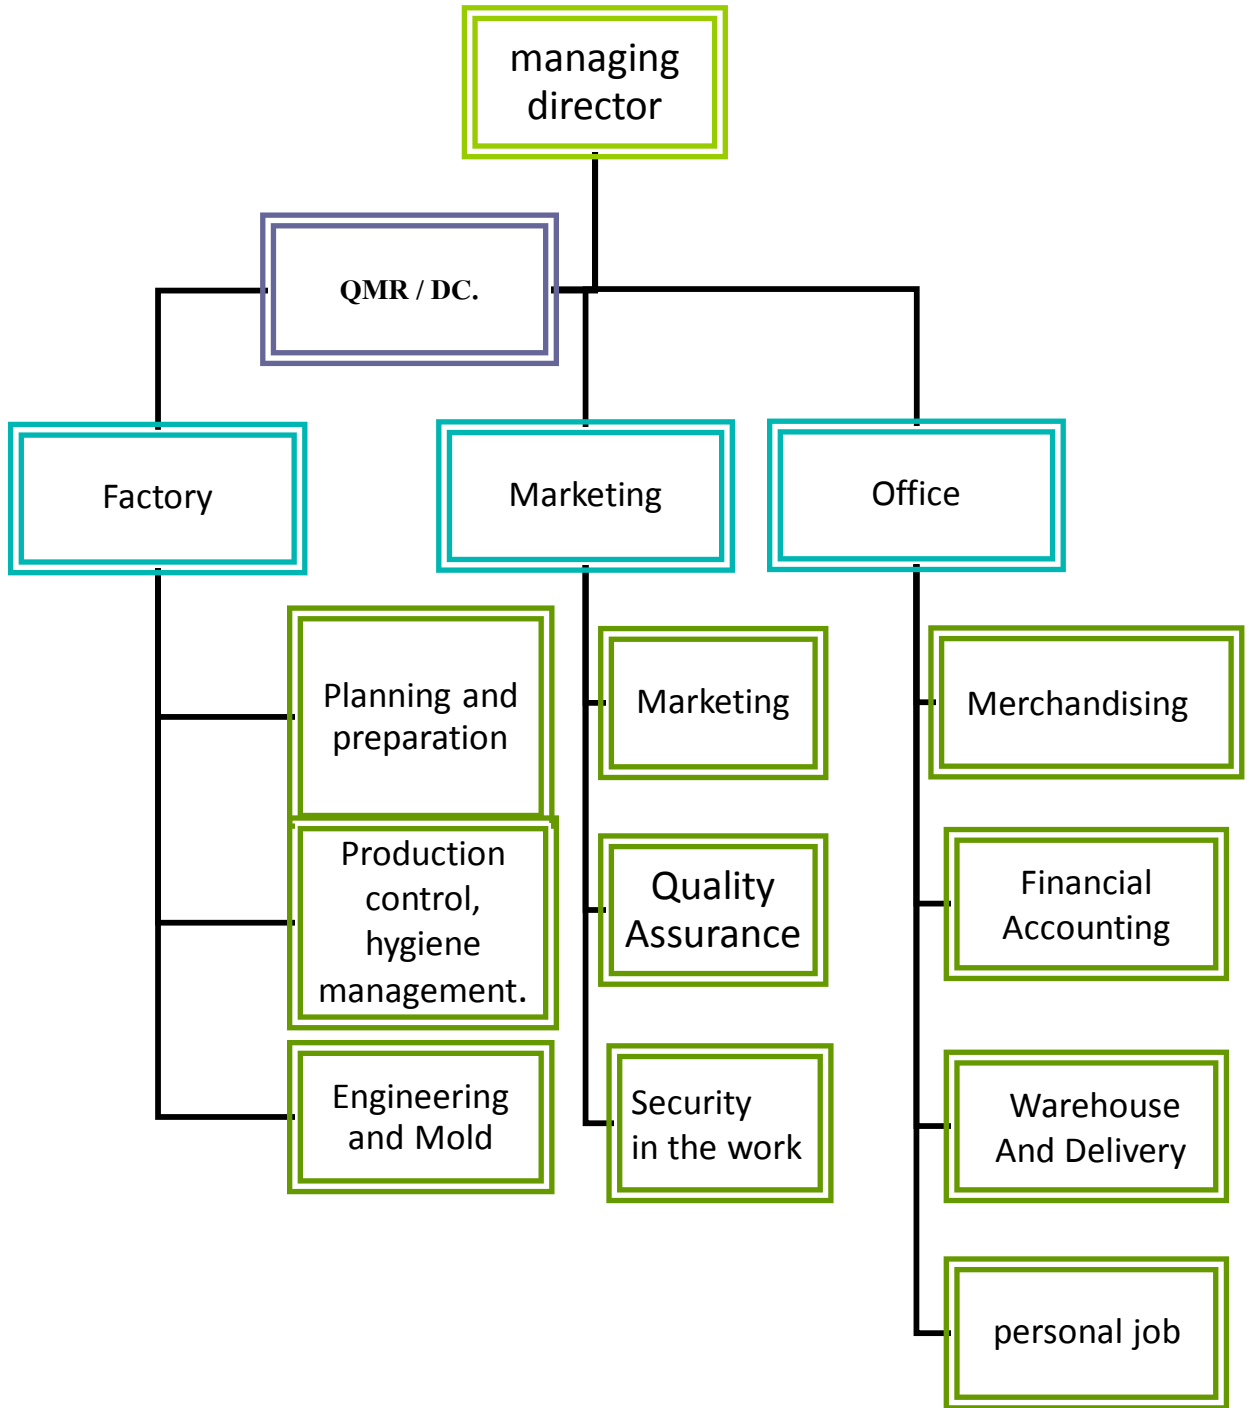 managing
director
QMR / DC.
Factory
Marketing
Office
Planning and
preparation
Production
control,
hygiene
management.
Engineering
and Mold
Marketing
Quality
Assurance
Security
in the work
Merchandising
Financial
Accounting
Warehouse
And Delivery
personal job